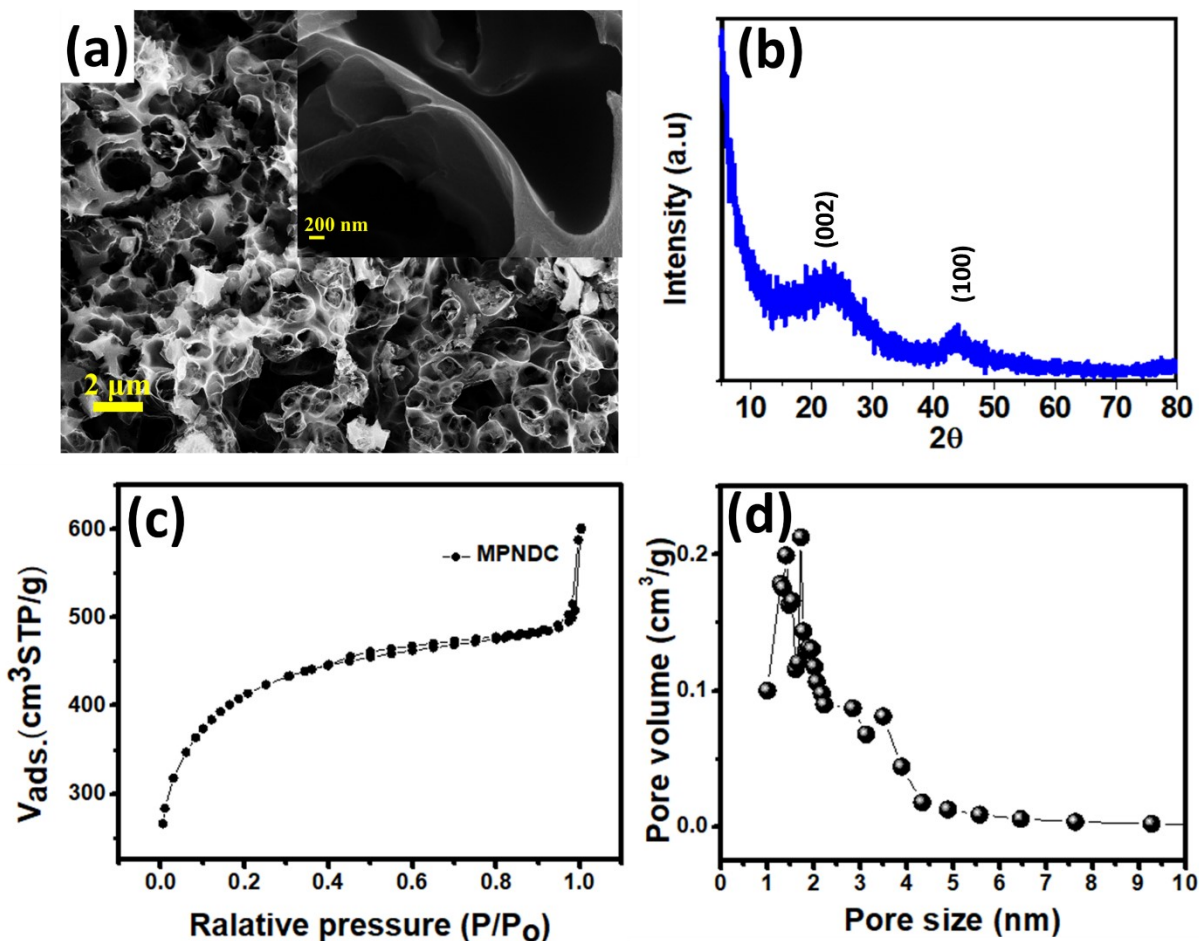 (a)
200 nm
2 μm
(b)
Intensity (a.u)
(002)
(100)
10 20 30 40 50 60 70 80
2θ
(c)
Vads.(cm³STP/g)
600
500
400
300
MPNDC
0.0 0.2 0.4 0.6 0.8 1.0
Ralative pressure (P/Po)
(d)
Pore volume (cm³/g)
0.2
0.1
0.0
0 1 2 3 4 5 6 7 8 9 10
Pore size (nm)